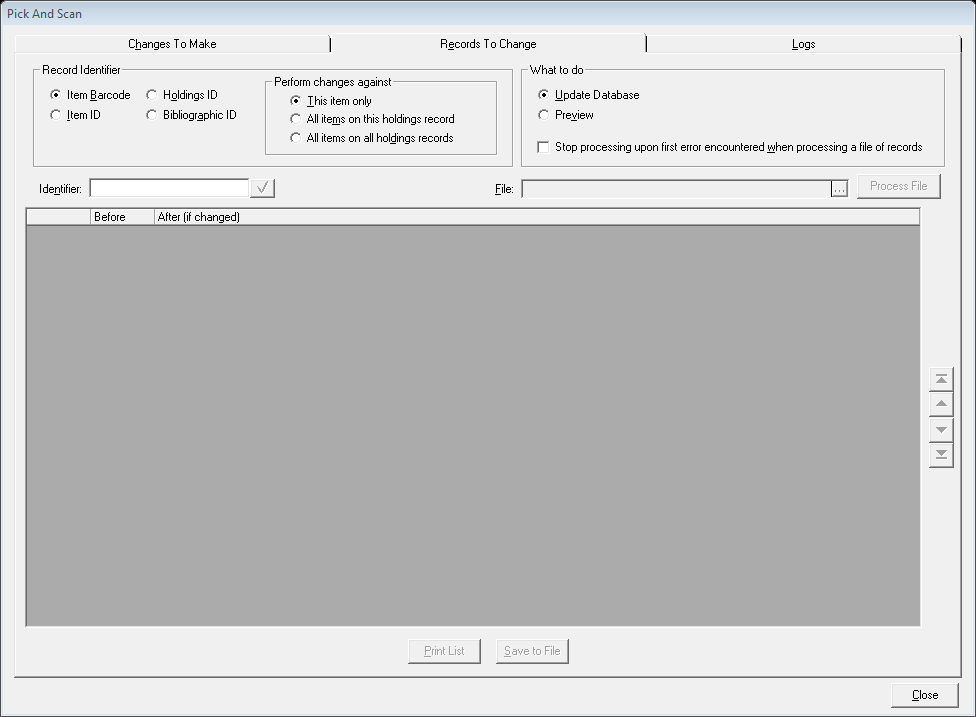 Pick And Scan
Changes To Make
Records To Change
Logs
Record Identifier
Item Barcode
Holdings ID
Item ID
Bibliographic ID
Perform changes against
This item only
All items on this holdings record
All items on all holdings records
What to do
Update Database
Preview
Stop processing upon first error encountered when processing a file of records
Identifier:
File:
...
Process File
Before
After (if changed)
Print List
Save to File
Close